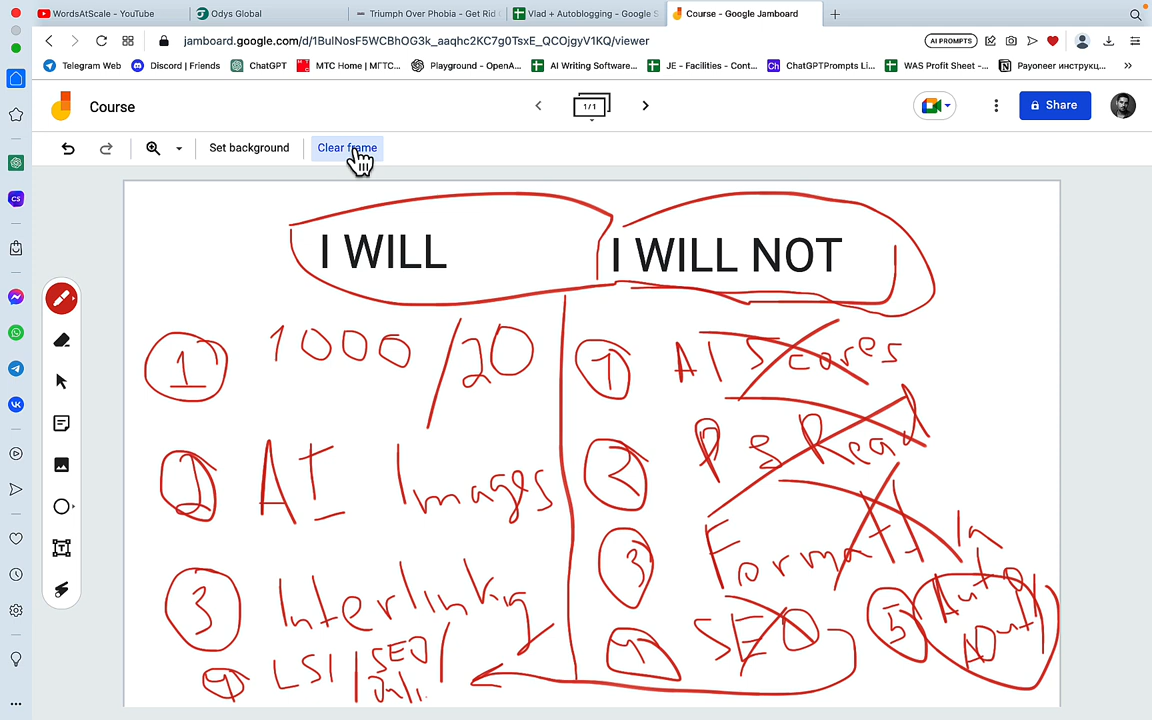 WordsAtScale - YouTube
Odys Global
Triumph Over Phobia - Get Rid
Vlad + Autoblogging - Google S
Course - Google Jamboard
jamboard.google.com/d/1BulNosF5WCBhOG3k_aaqhc2KC7g0TsxE_QCOjgyV1KQ/viewer
AI PROMPTS
Telegram Web
Discord | Friends
ChatGPT
МТС Home | МГТС...
Playground - OpenA...
AI Writing Software...
JE - Facilities - Cont...
ChatGPTPrompts Li...
WAS Profit Sheet -...
Payoneer инструкц...
Course
1/1
Share
Set background
Clear frame
I WILL
I WILL NOT
1 1000/20
1 AI Scores
2 AI Images
2 Pg Read
3 Interlinking
3 Formatt In
4 LSI / SEO
4 SEO
5 Auto